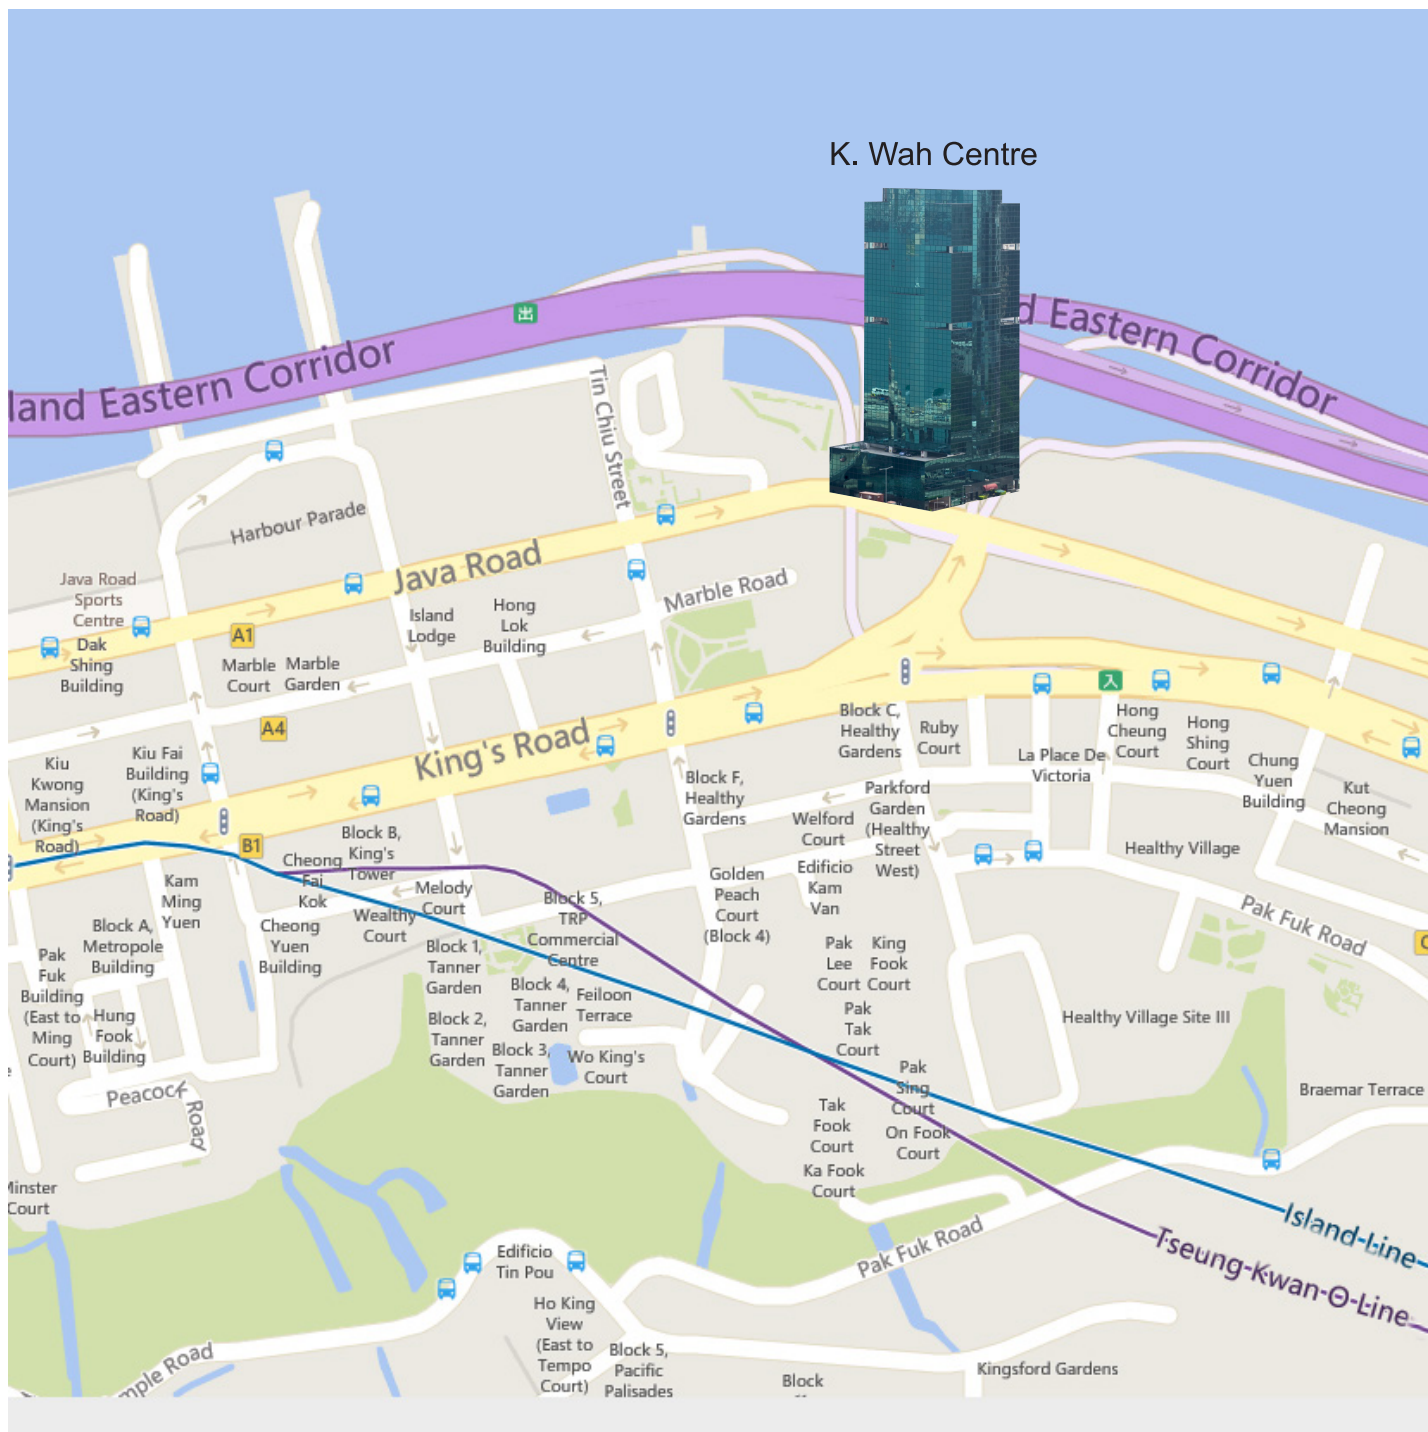 K. Wah Centre
land Eastern Corridor
出
d Eastern Corridor
Tin Chiu Street
Harbour Parade
Java Road
Java Road
Sports
Centre
Dak
Shing
Building
A1
Marble
Court
Marble
Garden
Island
Lodge
Hong
Lok
Building
Marble Road
A4
King's Road
Kiu
Kwong
Mansion
(King's
Road)
Kiu Fai
Building
(King's
Road)
B1
Block B,
King's
Tower
Cheong
Fai
Kok
Kam
Ming
Yuen
Wealthy
Court
Melody
Court
Cheong
Yuen
Building
Block A,
Metropole
Building
Pak
Fuk
Building
(East to
Ming
Court)
Hung
Fook
Building
Peacock Road
Minster
Court
Block 1,
Tanner
Garden
Block 2,
Tanner
Garden
Block 3,
Tanner
Garden
Block 4,
Tanner
Garden
Block 5,
TRP
Commercial
Centre
Feiloon
Terrace
Wo King's
Court
Block F,
Healthy
Gardens
Golden
Peach
Court
(Block 4)
Block C,
Healthy
Gardens
Ruby
Court
Welford
Court
Parkford
Garden
(Healthy
Street
West)
Edificio
Kam
Van
入
La Place De
Victoria
Hong
Cheung
Court
Hong
Shing
Court
Chung
Yuen
Building
Kut
Cheong
Mansion
Healthy Village
Pak Fuk Road
Pak
Lee
Court
King
Fook
Court
Pak
Tak
Court
Pak
Sing
Court
Tak
Fook
Court
On Fook
Court
Ka Fook
Court
Healthy Village Site III
Braemar Terrace
Pak Fuk Road
Island-Line
Tseung-Kwan-O-Line
Edificio
Tin Pou
Ho King
View
(East to
Tempo
Court)
Block 5,
Pacific
Palisades
Block
Kingsford Gardens
mple Road